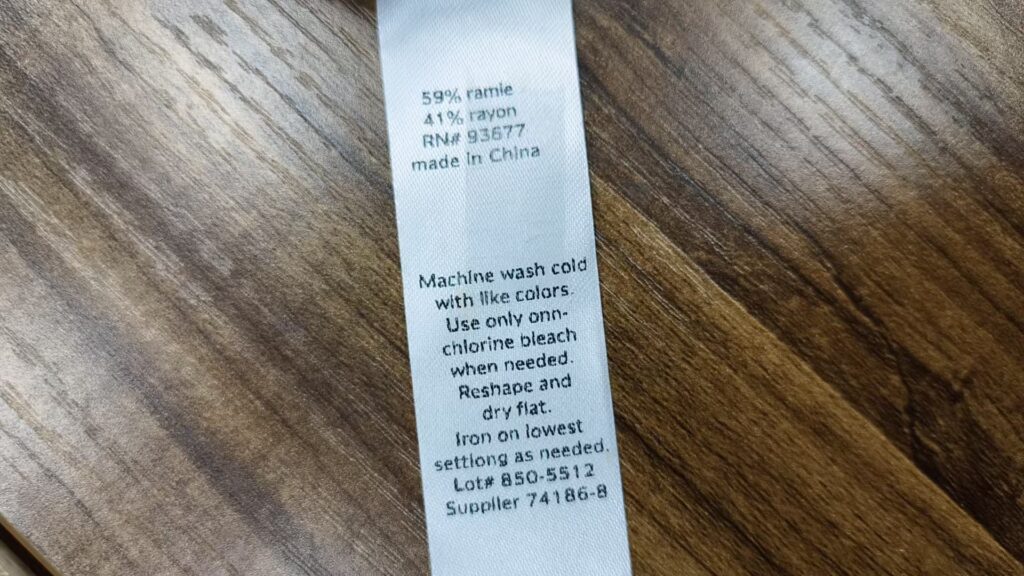 59% ramie
41% rayon
RN# 93677
made in China
Machine wash cold
with like colors.
Use only onn-
chlorine bleach
when needed.
Reshape and
dry flat.
Iron on lowest
settiong as needed.
Lot# 850-5512
Supplier 74186-8